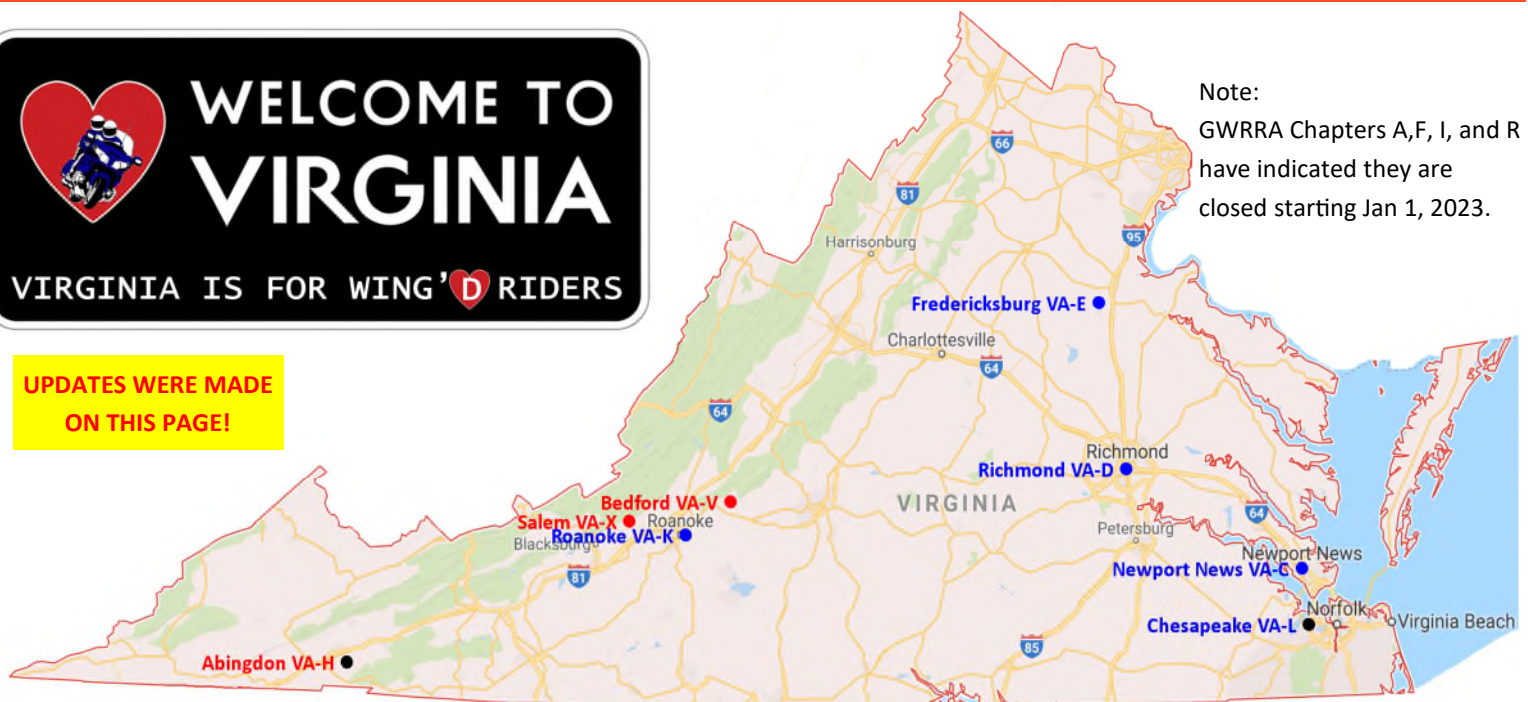 WELCOME TO
VIRGINIA
VIRGINIA IS FOR WING'D RIDERS
Note:
GWRRA Chapters A,F, I, and R
have indicated they are
closed starting Jan 1, 2023.
UPDATES WERE MADE
ON THIS PAGE!
66
81
95
Harrisonburg
Fredericksburg VA-E
Charlottesville
64
64
Richmond
Richmond VA-D
VIRGINIA
Bedford VA-V
Salem VA-X
Roanoke
Roanoke VA-K
Blacksburg
64
Petersburg
Newport News
Newport News VA-C
81
Norfolk
Chesapeake VA-L
Virginia Beach
85
Abingdon VA-H